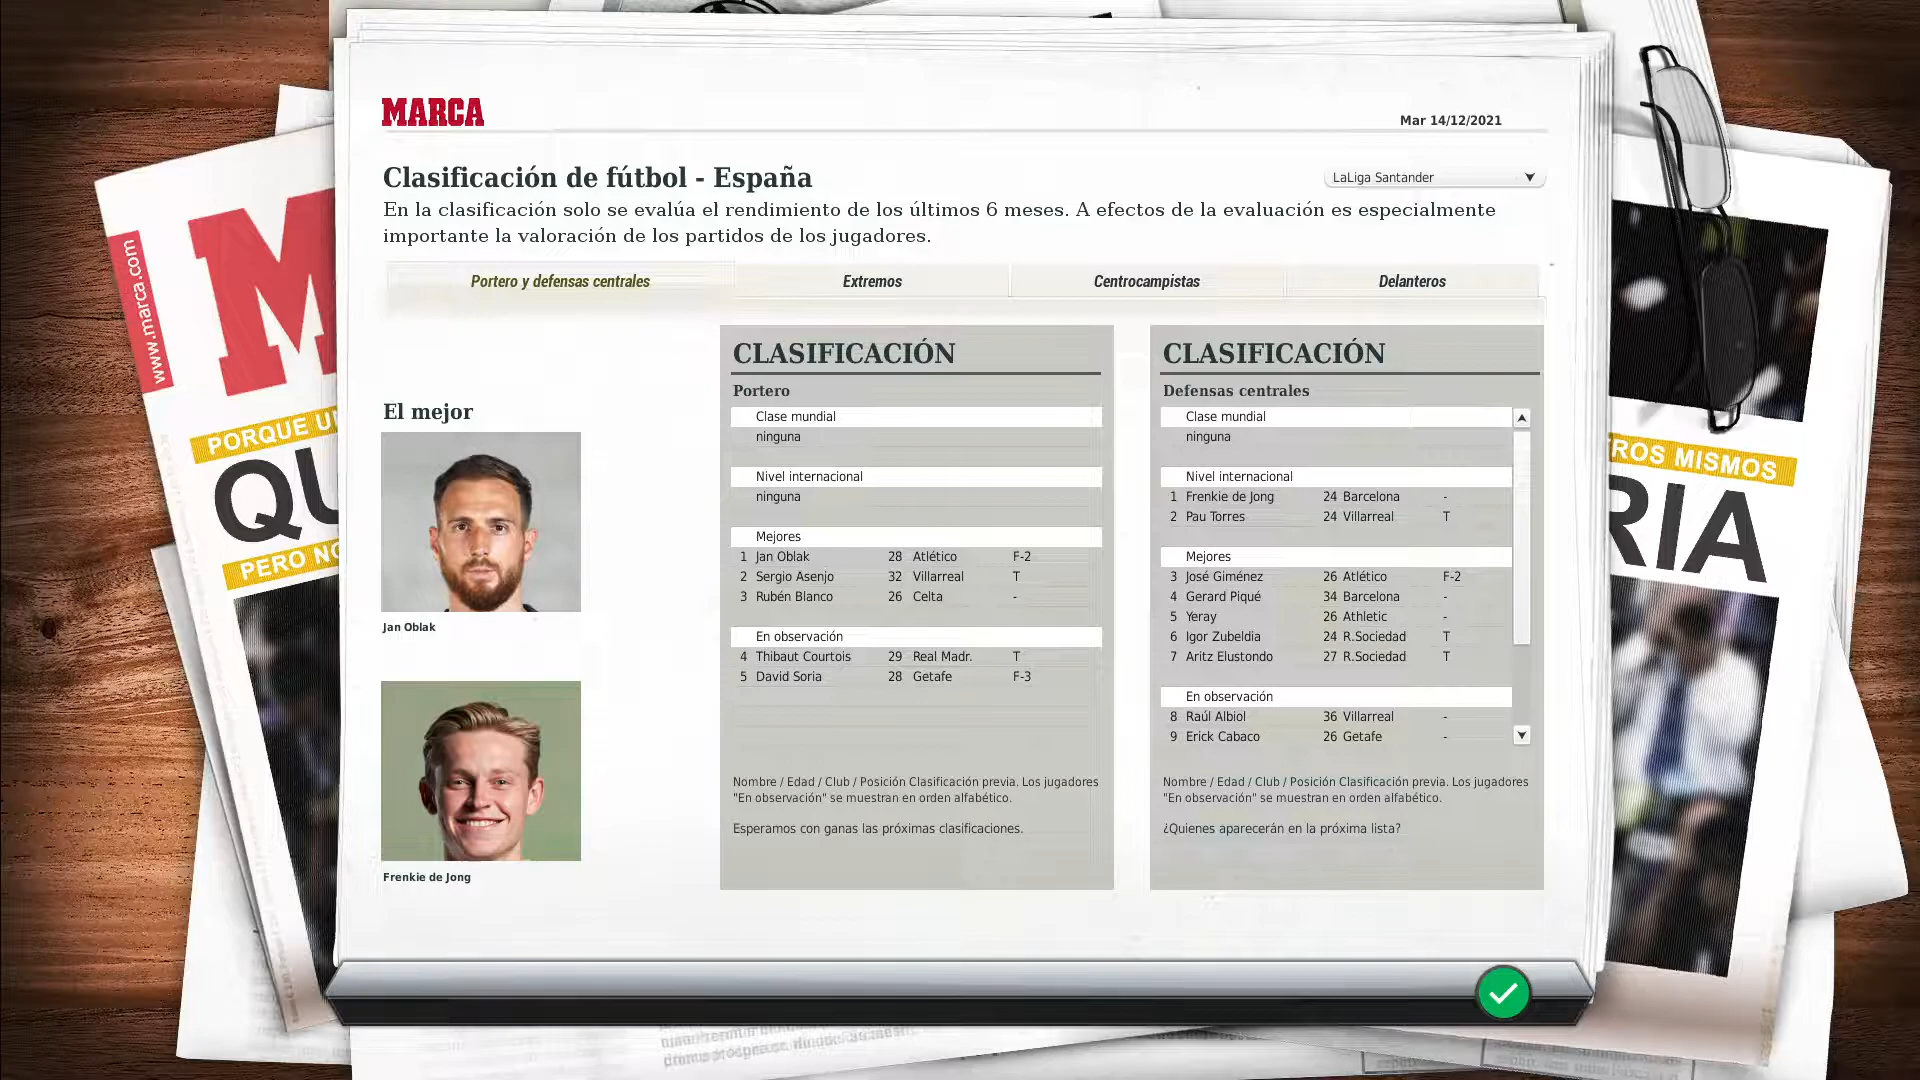 MARCA
Mar 14/12/2021
Clasificación de fútbol - España
LaLiga Santander
En la clasificación solo se evalúa el rendimiento de los últimos 6 meses. A efectos de la evaluación es especialmente
importante la valoración de los partidos de los jugadores.
Portero y defensas centrales
Extremos
Centrocampistas
Delanteros
El mejor
Jan Oblak
Frenkie de Jong
CLASIFICACIÓN
Portero
Clase mundial
ninguna
Nivel internacional
ninguna
Mejores
1 Jan Oblak 28 Atlético F-2
2 Sergio Asenjo 32 Villarreal T
3 Rubén Blanco 26 Celta -
En observación
4 Thibaut Courtois 29 Real Madr. T
5 David Soria 28 Getafe F-3
Nombre / Edad / Club / Posición Clasificación previa. Los jugadores
"En observación" se muestran en orden alfabético.
Esperamos con ganas las próximas clasificaciones.
CLASIFICACIÓN
Defensas centrales
Clase mundial
ninguna
Nivel internacional
1 Frenkie de Jong 24 Barcelona -
2 Pau Torres 24 Villarreal T
Mejores
3 José Giménez 26 Atlético F-2
4 Gerard Piqué 34 Barcelona -
5 Yeray 26 Athletic -
6 Igor Zubeldia 24 R.Sociedad T
7 Aritz Elustondo 27 R.Sociedad T
En observación
8 Raúl Albiol 36 Villarreal -
9 Erick Cabaco 26 Getafe -
Nombre / Edad / Club / Posición Clasificación previa. Los jugadores
"En observación" se muestran en orden alfabético.
¿Quienes aparecerán en la próxima lista?
www.marca.com
M
PORQUE U
QU
PERO NO
ROS MISMOS
RIA